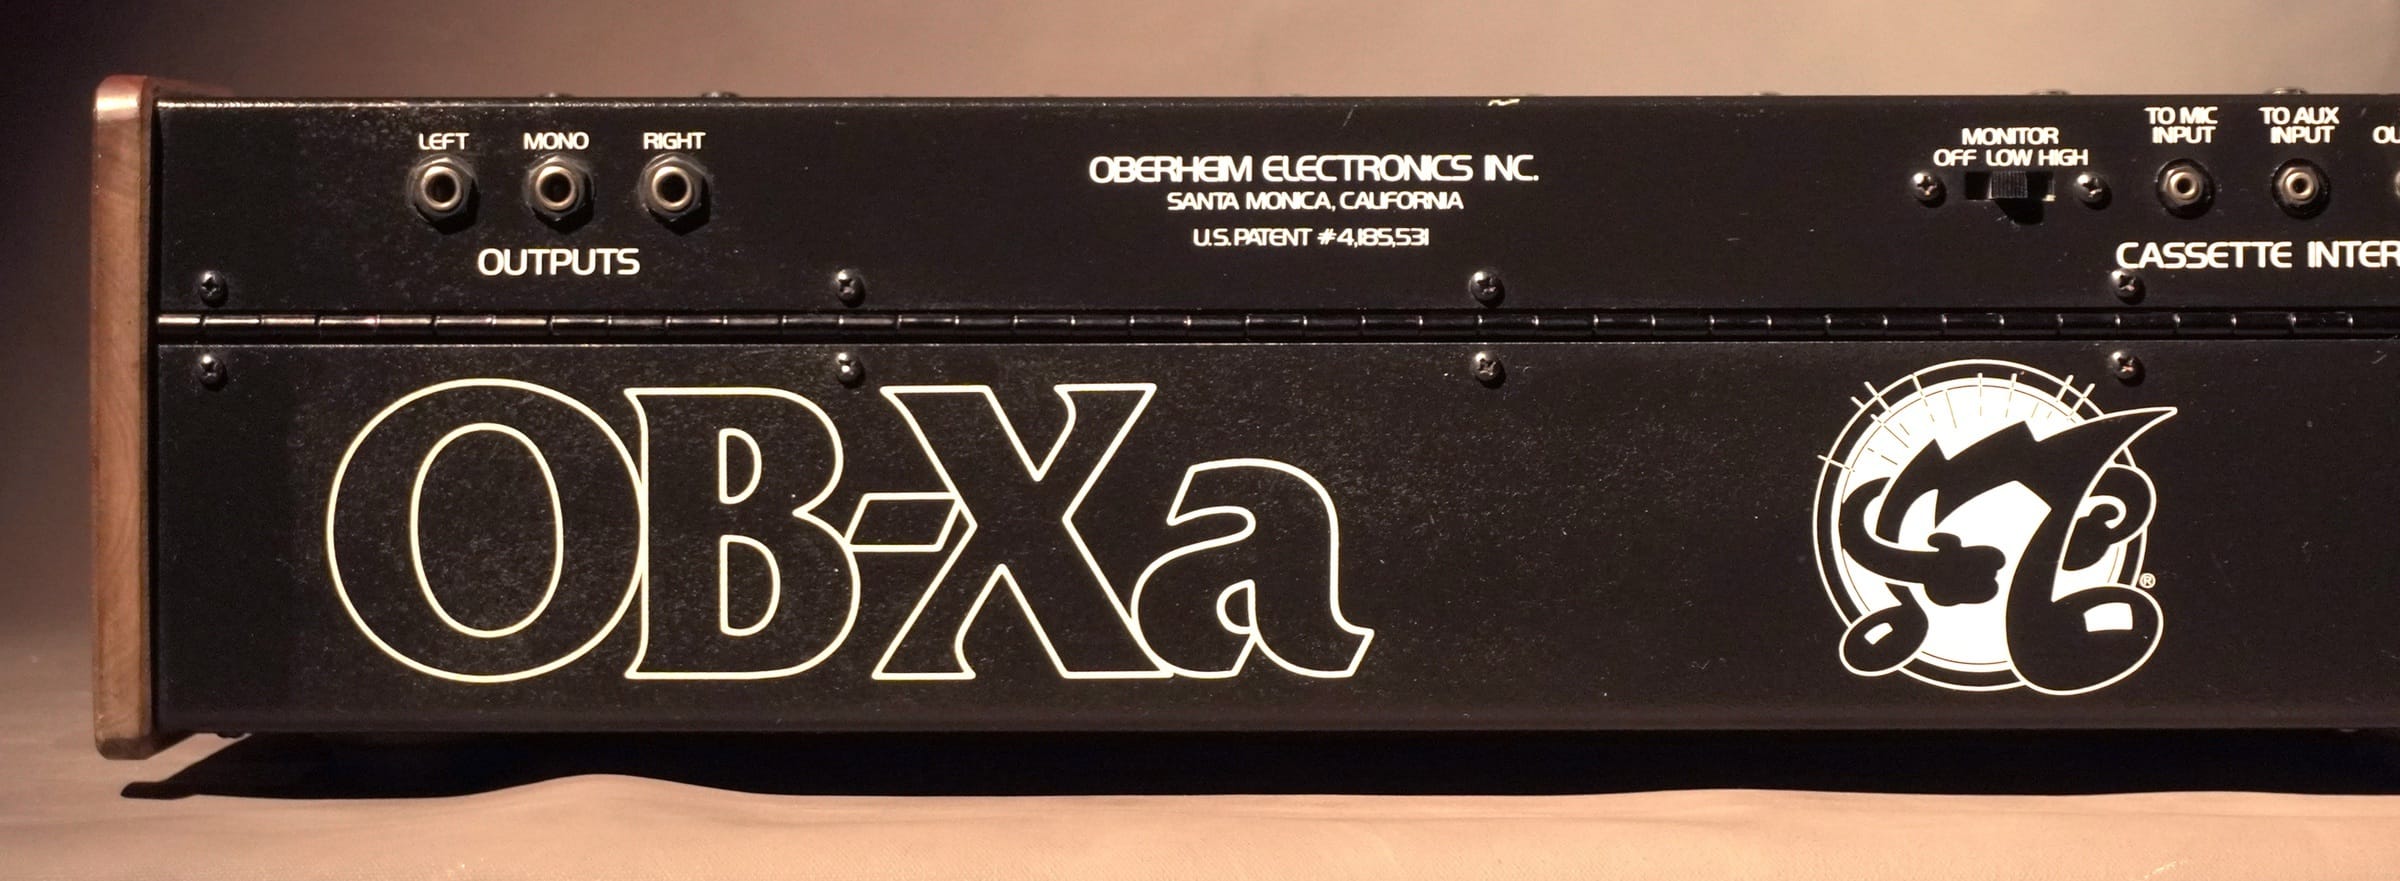 LEFT MONO RIGHT
OUTPUTS
OBERHEIM ELECTRONICS INC.
SANTA MONICA, CALIFORNIA
U.S. PATENT #4,185,531
MONITOR
OFF LOW HIGH
TO MIC
INPUT
TO AUX
INPUT
CASSETTE
OB-Xa
®